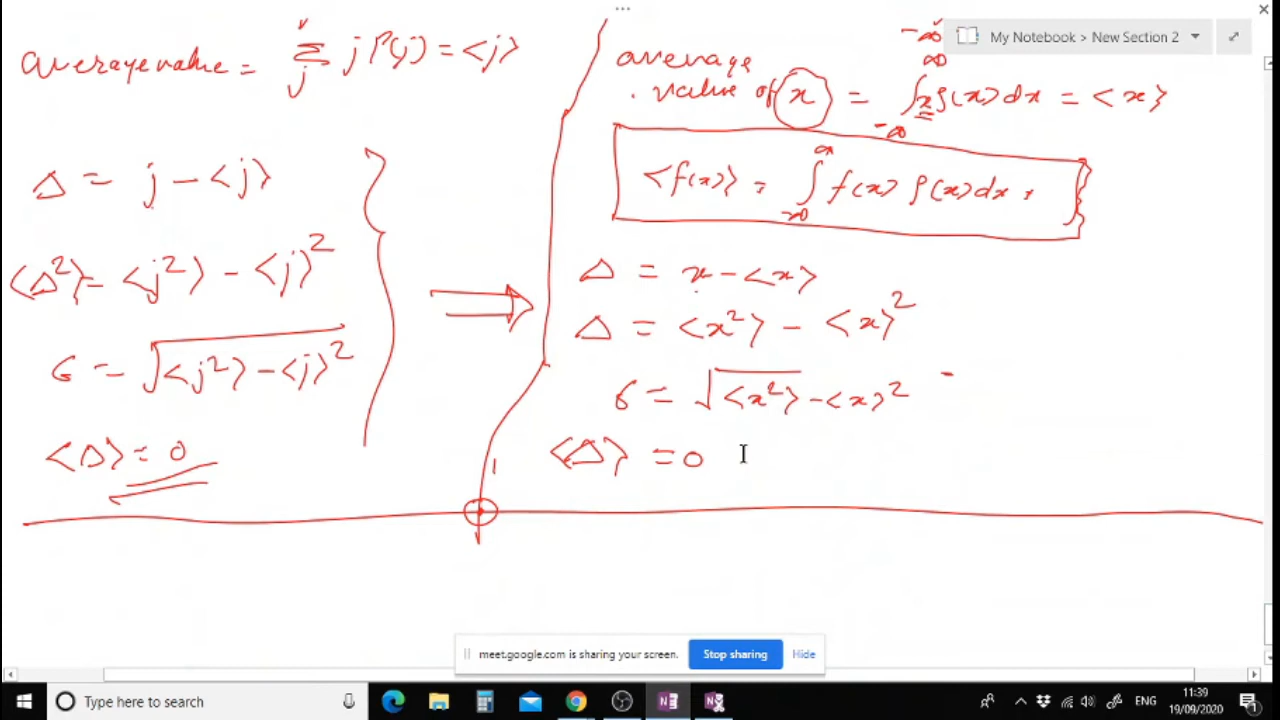 average value = Σ_j j P(j) = <j>
Δ = j - <j>
<Δ²> = <j²> - <j>²
σ = √(<j²> - <j>²)
<Δ> = 0
-∞
average
value of x = ∫_{-∞}^{∞} x ρ(x) dx = <x>
<f(x)> = ∫_{-∞}^{∞} f(x) ρ(x) dx
Δ = x - <x>
Δ = <x²> - <x>²
σ = √<x²> - <x>²
<Δ> = 0
My Notebook > New Section 2
meet.google.com is sharing your screen. Stop sharing Hide
Type here to search
ENG
11:39
19/09/2020